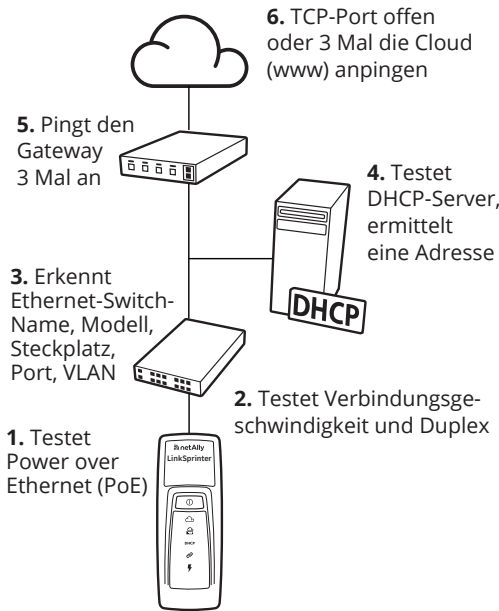 6. TCP-Port offen
oder 3 Mal die Cloud
(www) anpingen
5. Pingt den
Gateway
3 Mal an
4. Testet
DHCP-Server,
ermittelt
eine Adresse
DHCP
3. Erkennt
Ethernet-Switch-
Name, Modell,
Steckplatz,
Port, VLAN
2. Testet Verbindungsge-
schwindigkeit und Duplex
1. Testet
Power over
Ethernet (PoE)
netAlly
LinkSprinter
DHCP